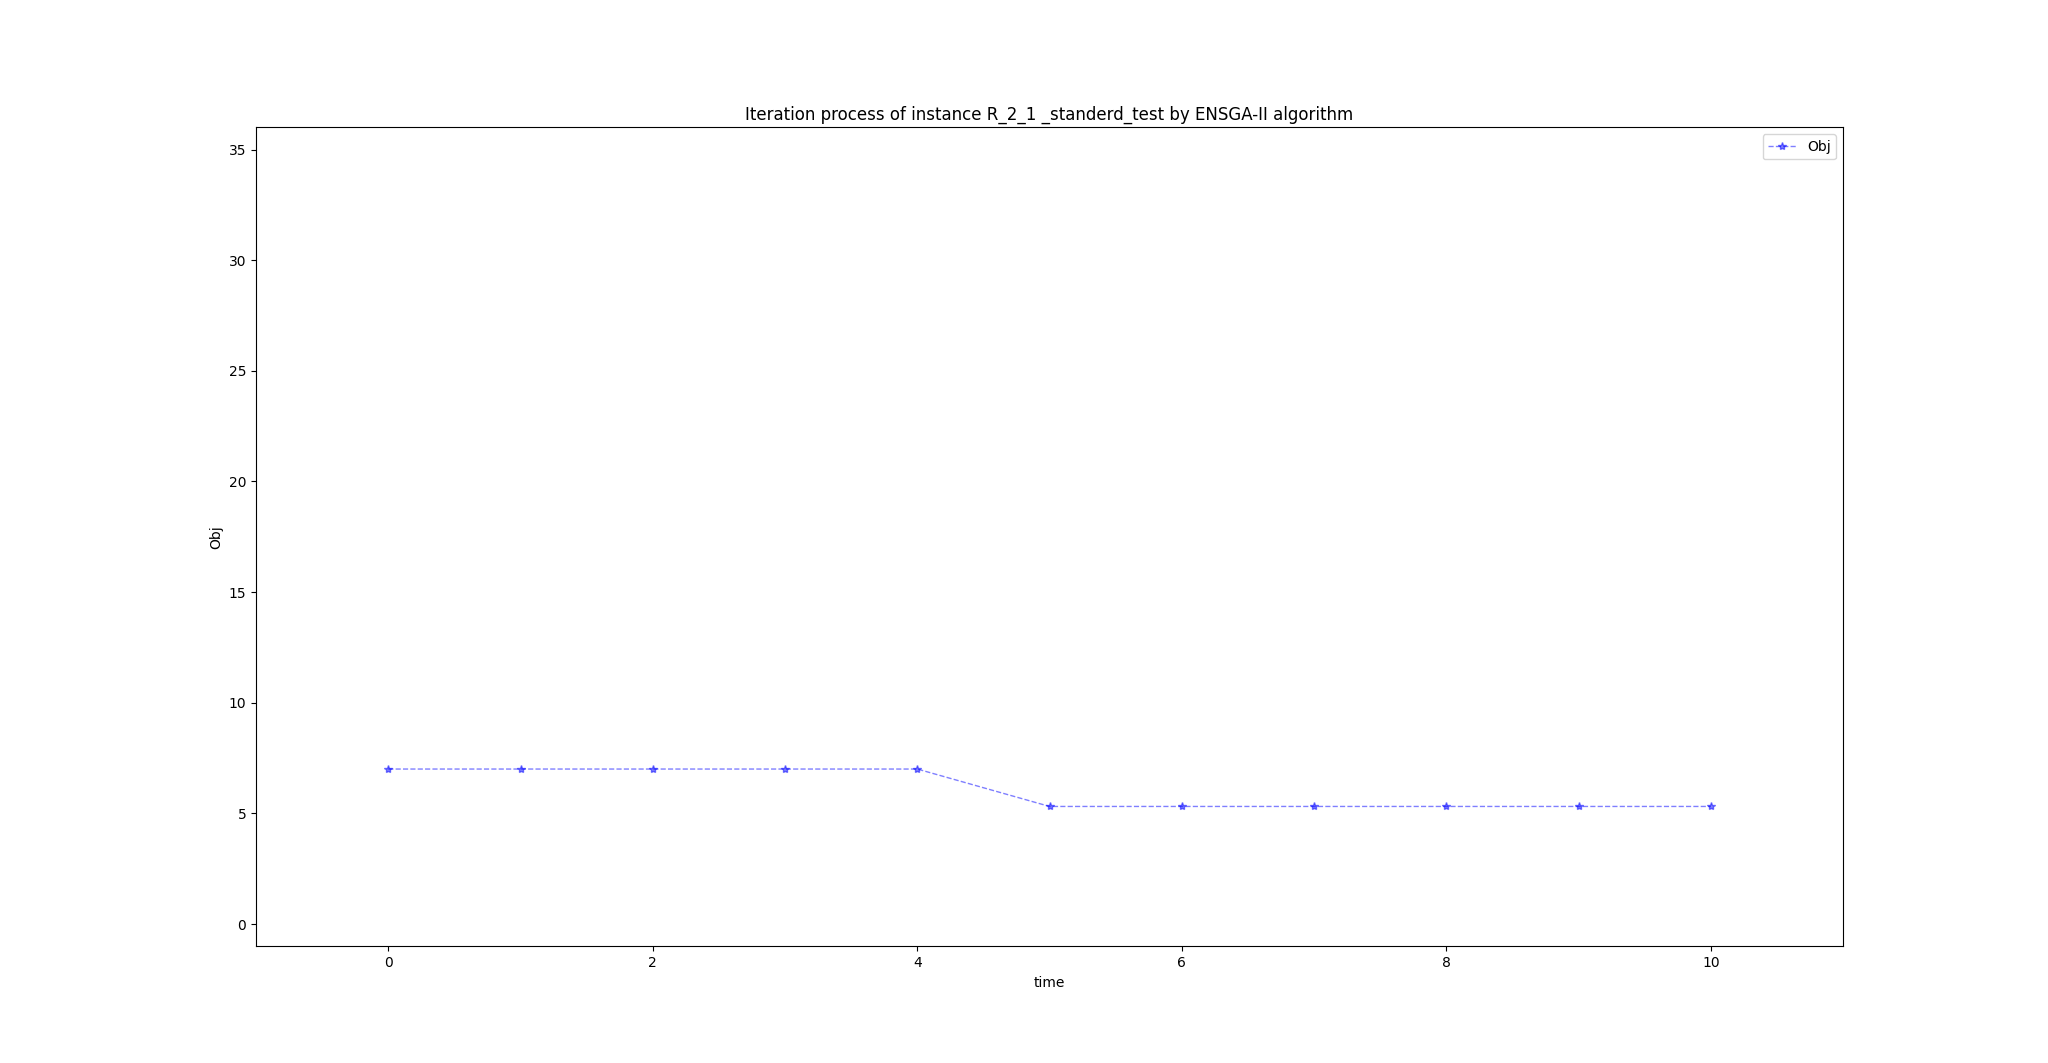 Iteration process of instance R_2_1 _standerd_test by ENSGA-II algorithm
Obj
35
30
25
20
15
10
5
0
Obj
0 2 4 6 8 10
time